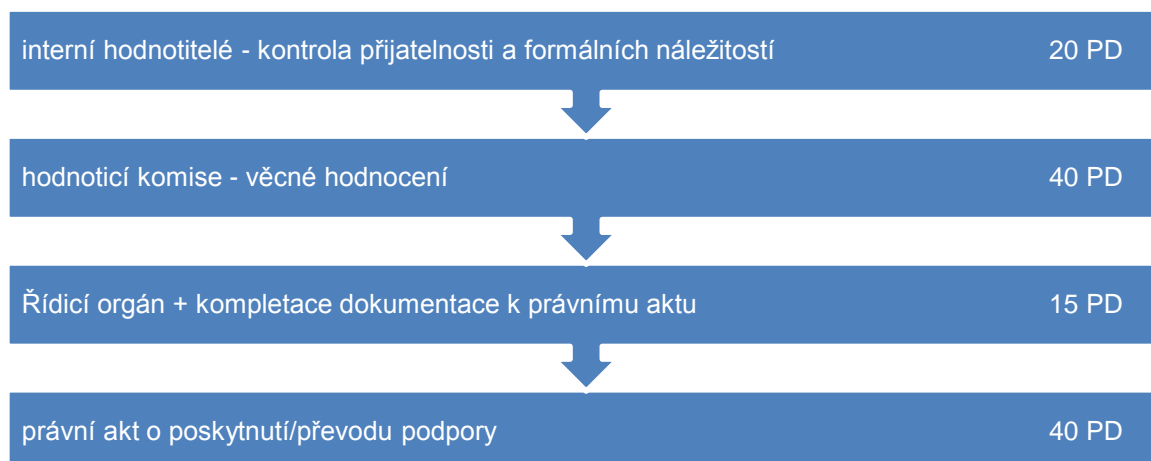 interní hodnotitelé - kontrola přijatelnosti a formálních náležitostí 20 PD
hodnoticí komise - věcné hodnocení 40 PD
Řídicí orgán + kompletace dokumentace k právnímu aktu 15 PD
právní akt o poskytnutí/převodu podpory 40 PD